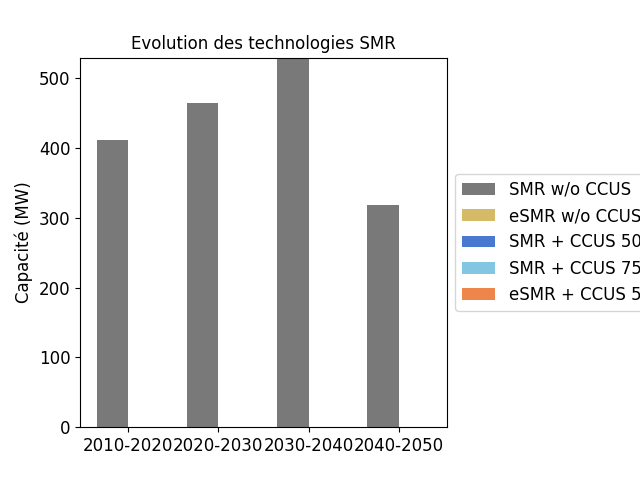 Evolution des technologies SMR
Capacité (MW)
500
400
300
200
100
0
2010-2020 2020-2030 2030-2040 2040-2050
SMR w/o CCUS
eSMR w/o CCUS
SMR + CCUS 50
SMR + CCUS 75
eSMR + CCUS 5